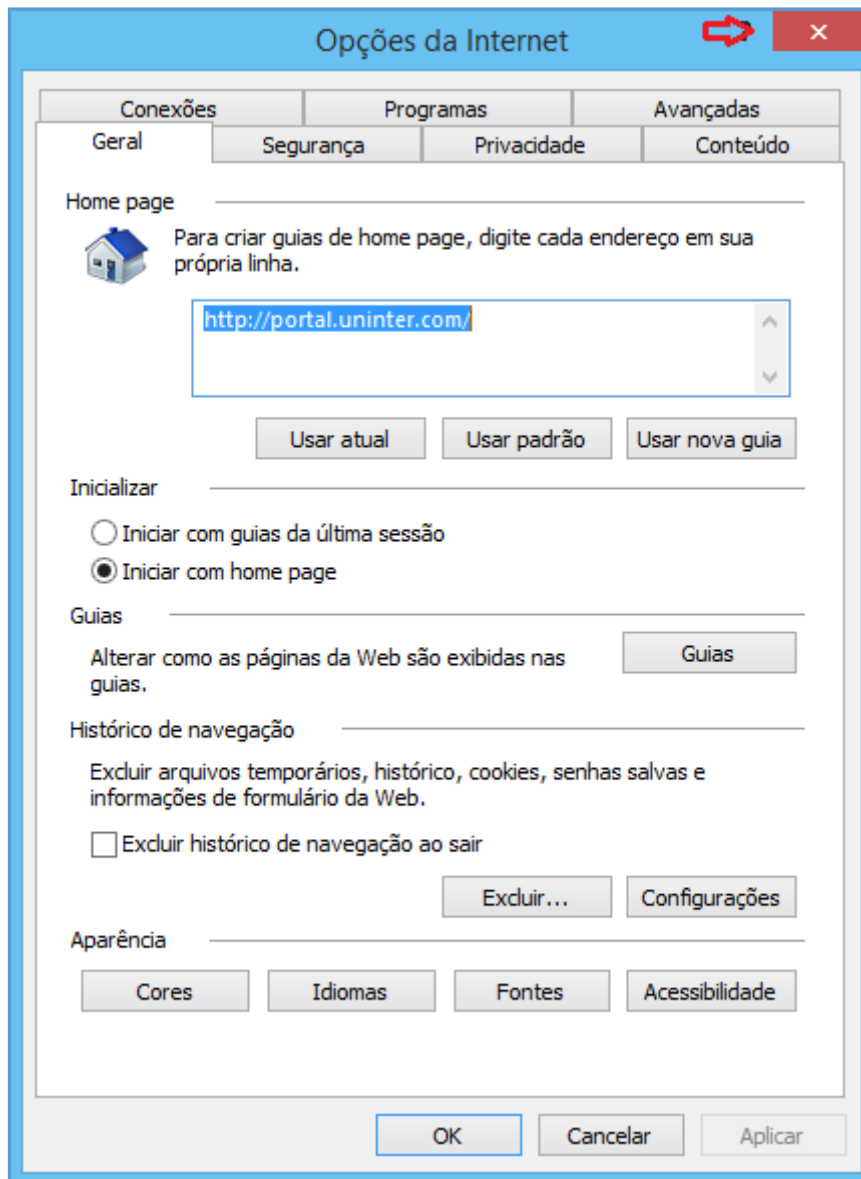 Opções da Internet
Conexões
Programas
Avançadas
Geral
Segurança
Privacidade
Conteúdo
Home page
Para criar guias de home page, digite cada endereço em sua
própria linha.
http://portal.uninter.com/
Usar atual
Usar padrão
Usar nova guia
Inicializar
Iniciar com guias da última sessão
Iniciar com home page
Guias
Alterar como as páginas da Web são exibidas nas
guias.
Guias
Histórico de navegação
Excluir arquivos temporários, histórico, cookies, senhas salvas e
informações de formulário da Web.
Excluir histórico de navegação ao sair
Excluir...
Configurações
Aparência
Cores
Idiomas
Fontes
Acessibilidade
OK
Cancelar
Aplicar